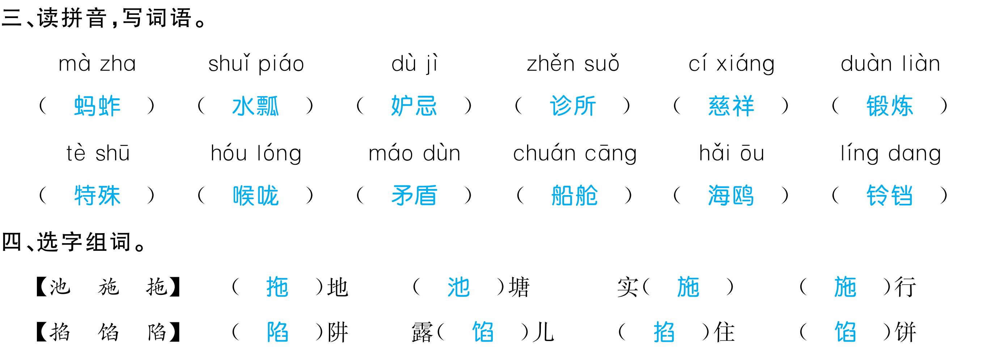 三、读拼音,写词语。
mà zha shuǐ piáo dù jì zhěn suǒ cí xiáng duàn liàn
( 蚂蚱 ) ( 水瓢 ) ( 妒忌 ) ( 诊所 ) ( 慈祥 ) ( 锻炼 )
tè shū hóu lóng máo dùn chuán cāng hǎi ōu líng dang
( 特殊 ) ( 喉咙 ) ( 矛盾 ) ( 船舱 ) ( 海鸥 ) ( 铃铛 )
四、选字组词。
【池 施 拖】 ( 拖 )地 ( 池 )塘 实( 施 ) ( 施 )行
【掐 馅 陷】 ( 陷 )阱 露( 馅 )儿 ( 掐 )住 ( 馅 )饼